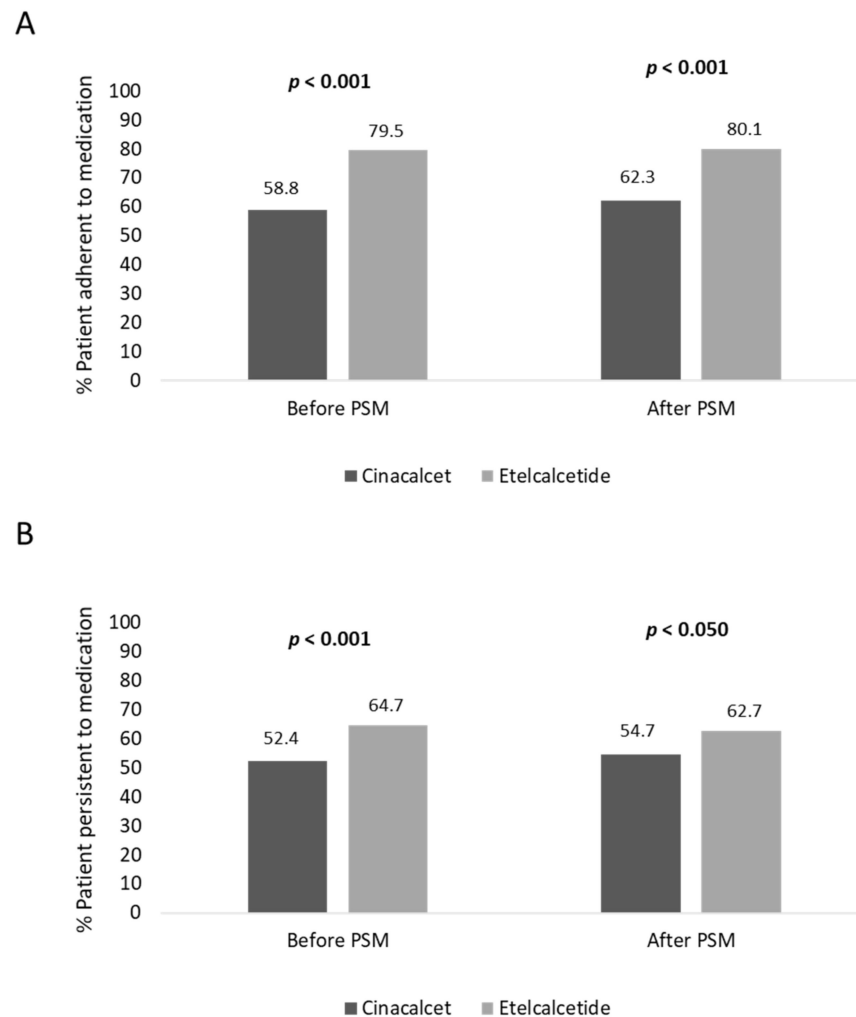 A
p < 0.001
p < 0.001
% Patient adherent to medication
100
90
80
70
60
50
40
30
20
10
0
58.8
79.5
62.3
80.1
Before PSM
After PSM
Cinacalcet
Etelcalcetide
B
p < 0.001
p < 0.050
% Patient persistent to medication
100
90
80
70
60
50
40
30
20
10
0
52.4
64.7
54.7
62.7
Before PSM
After PSM
Cinacalcet
Etelcalcetide